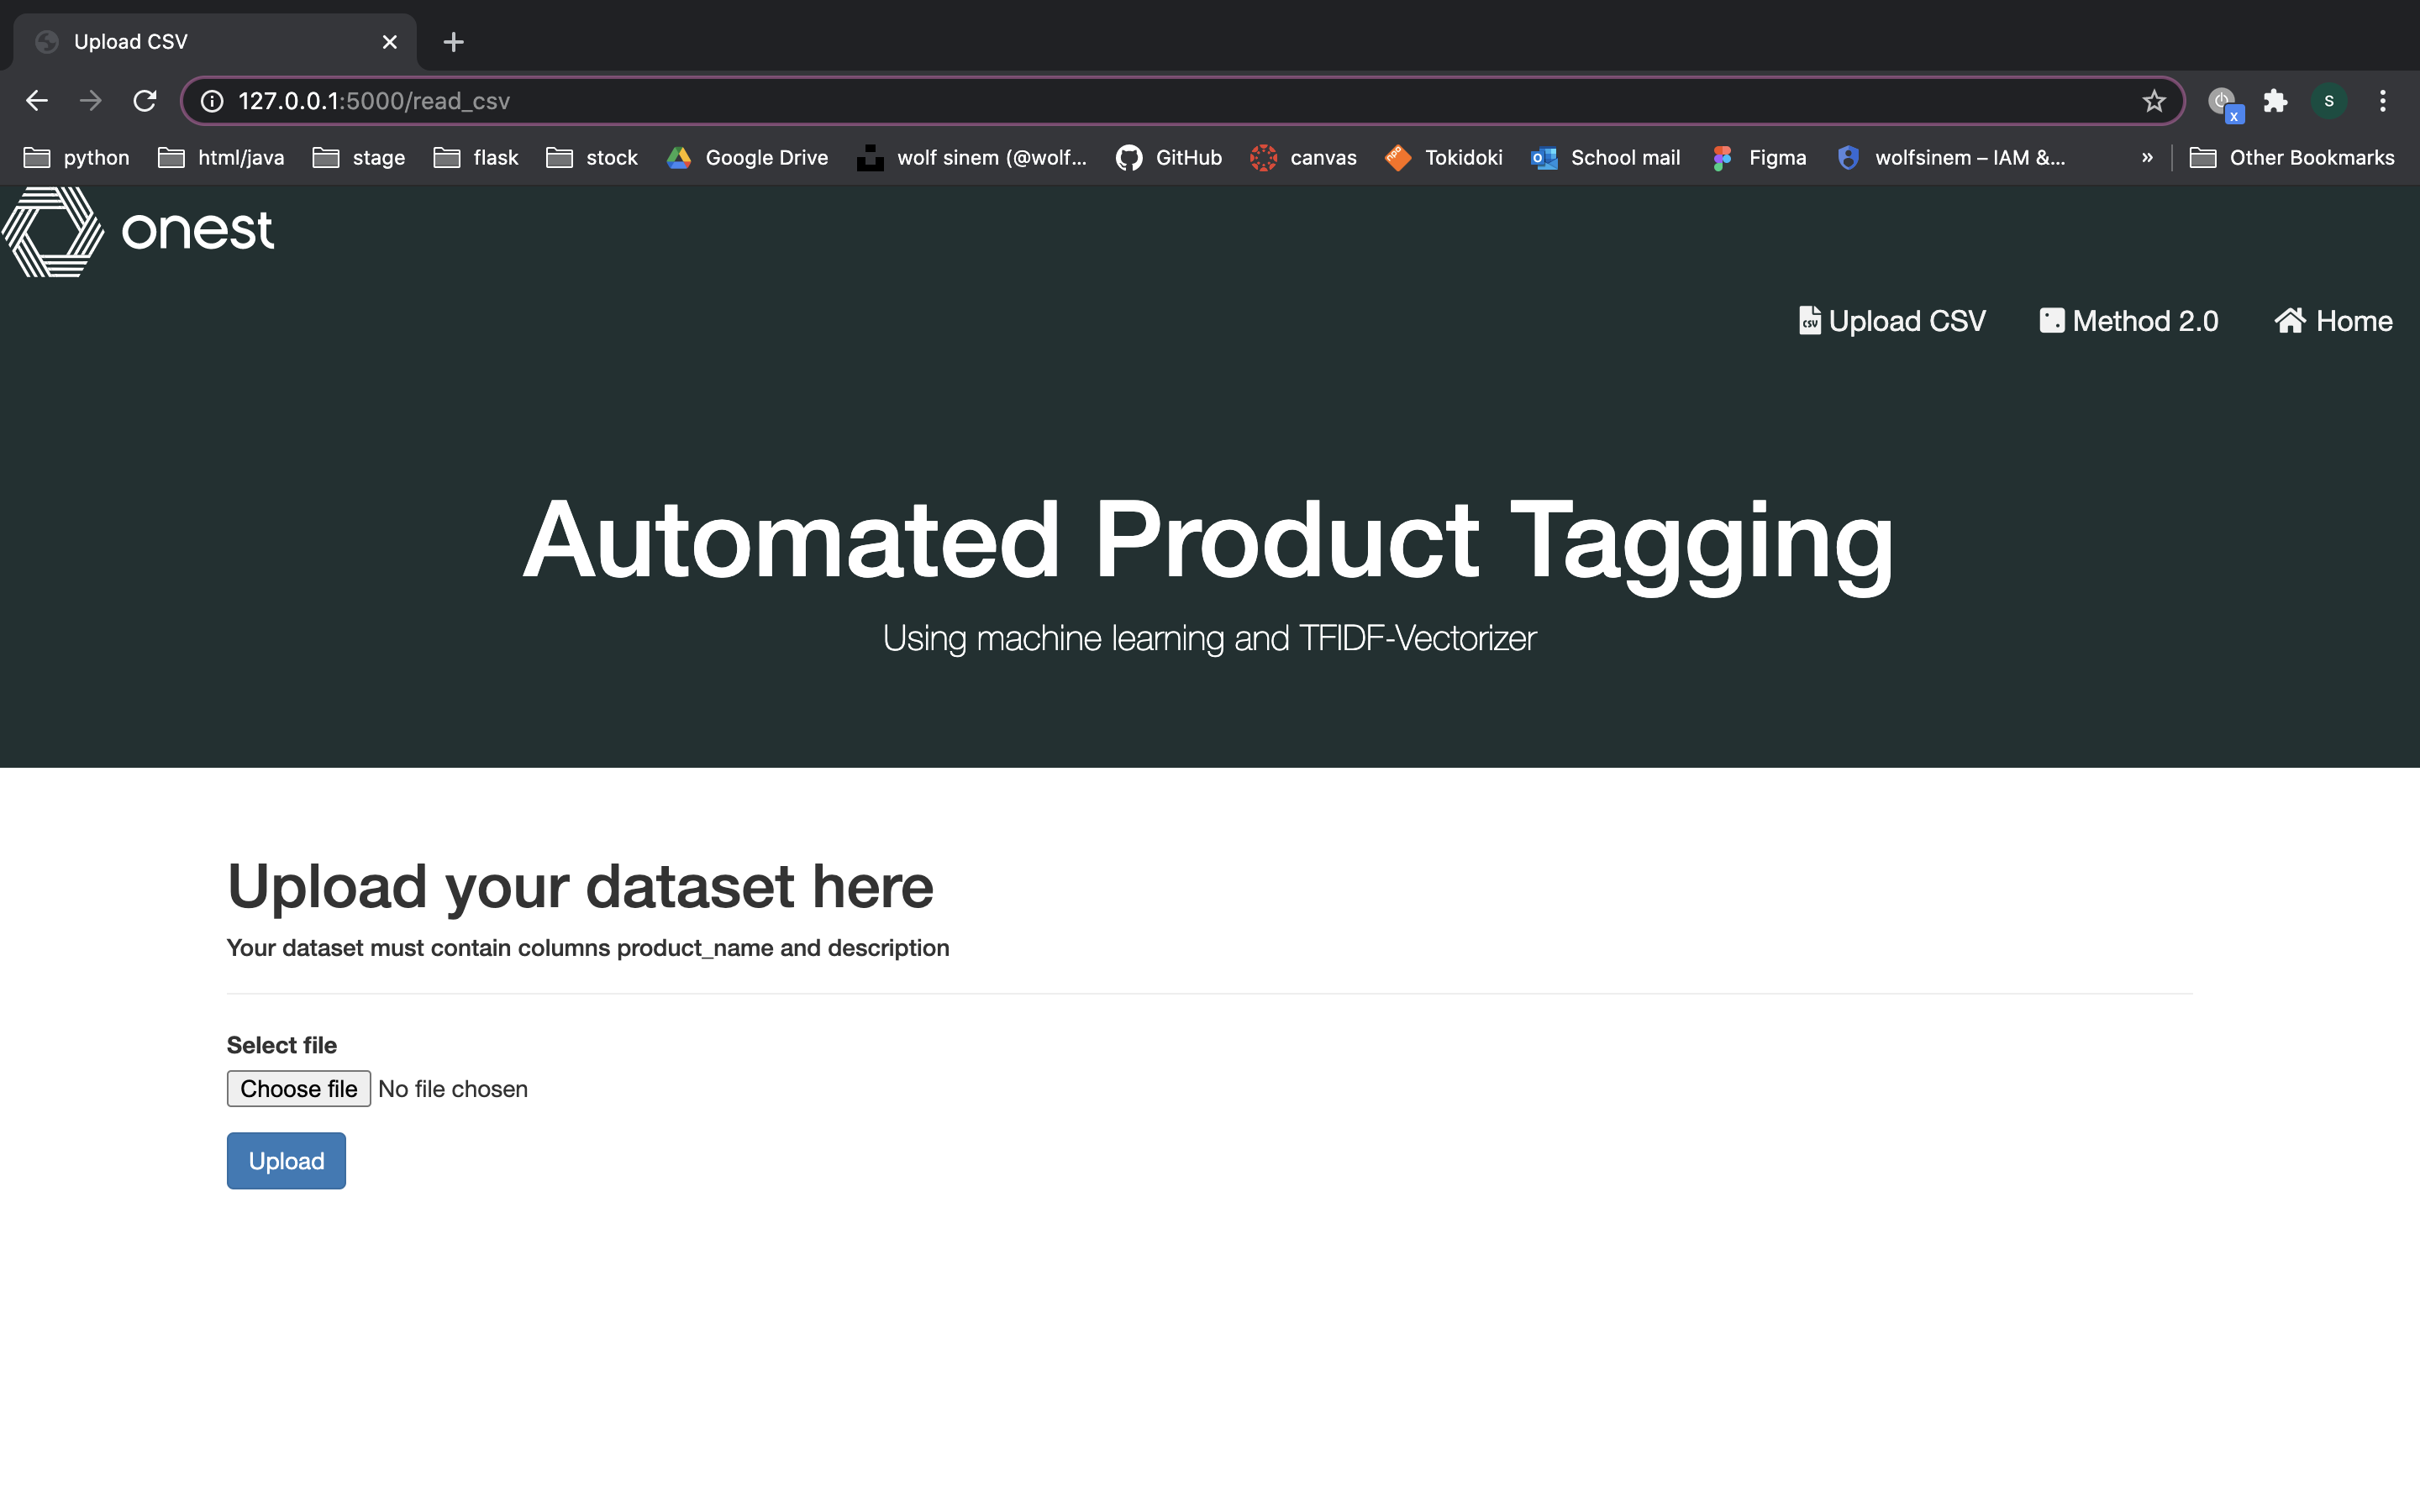 Upload CSV
127.0.0.1:5000/read_csv
S
x
python html/java stage flask stock Google Drive wolf sinem (@wolf... GitHub canvas Tokidoki School mail Figma wolfsinem – IAM &... » Other Bookmarks
onest
CSV Upload CSV Method 2.0 Home
Automated Product Tagging
Using machine learning and TFIDF-Vectorizer
Upload your dataset here
Your dataset must contain columns product_name and description
Select file
Choose file No file chosen
Upload